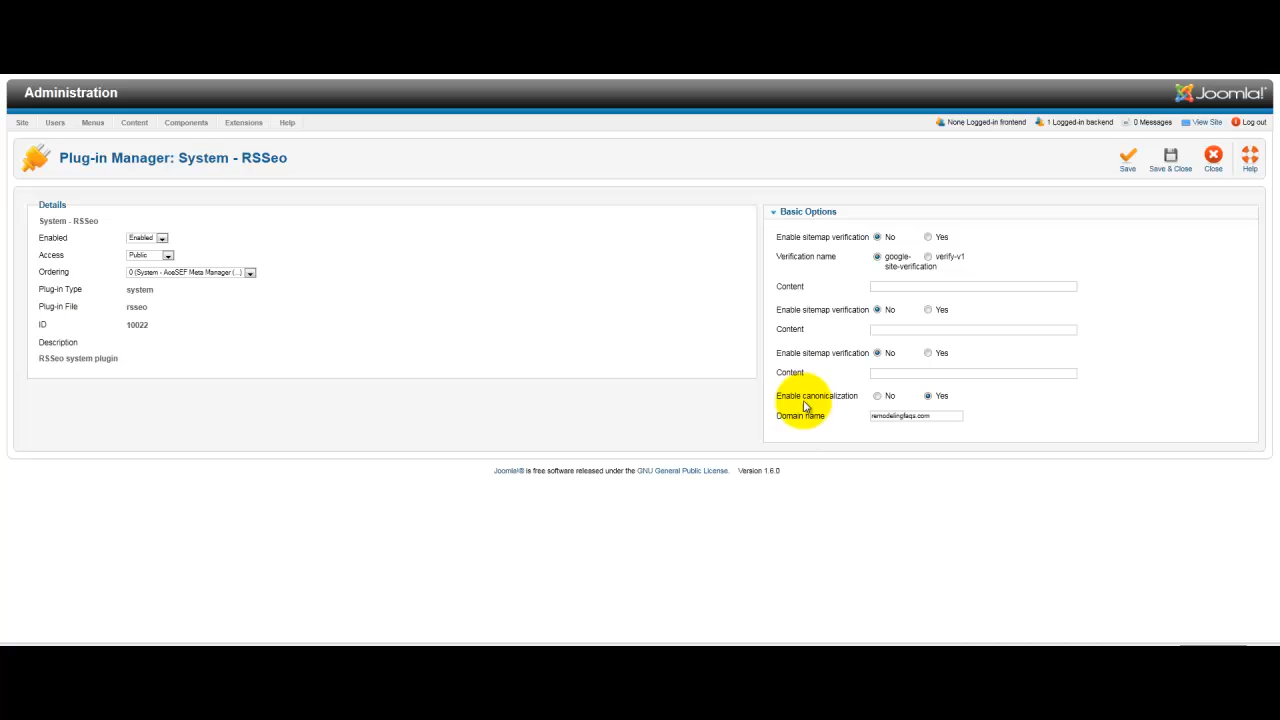 Administration
Joomla!®
Site Users Menus Content Components Extensions Help
None Logged-in frontend 1 Logged-in backend 0 Messages View Site Log out
Plug-in Manager: System - RSSeo
Save Save & Close Close Help
Details
System - RSSeo
Enabled Enabled
Access Public
Ordering 0 (System - AceSEF Meta Manager (...)
Plug-in Type system
Plug-in File rsseo
ID 10022
Description
RSSeo system plugin
Basic Options
Enable sitemap verification No Yes
Verification name google-site-verification verify-v1
Content
Enable sitemap verification No Yes
Content
Enable sitemap verification No Yes
Content
Enable canonicalization No Yes
Domain name remodelingfaqs.com
Joomla!® is free software released under the GNU General Public License. Version 1.6.0